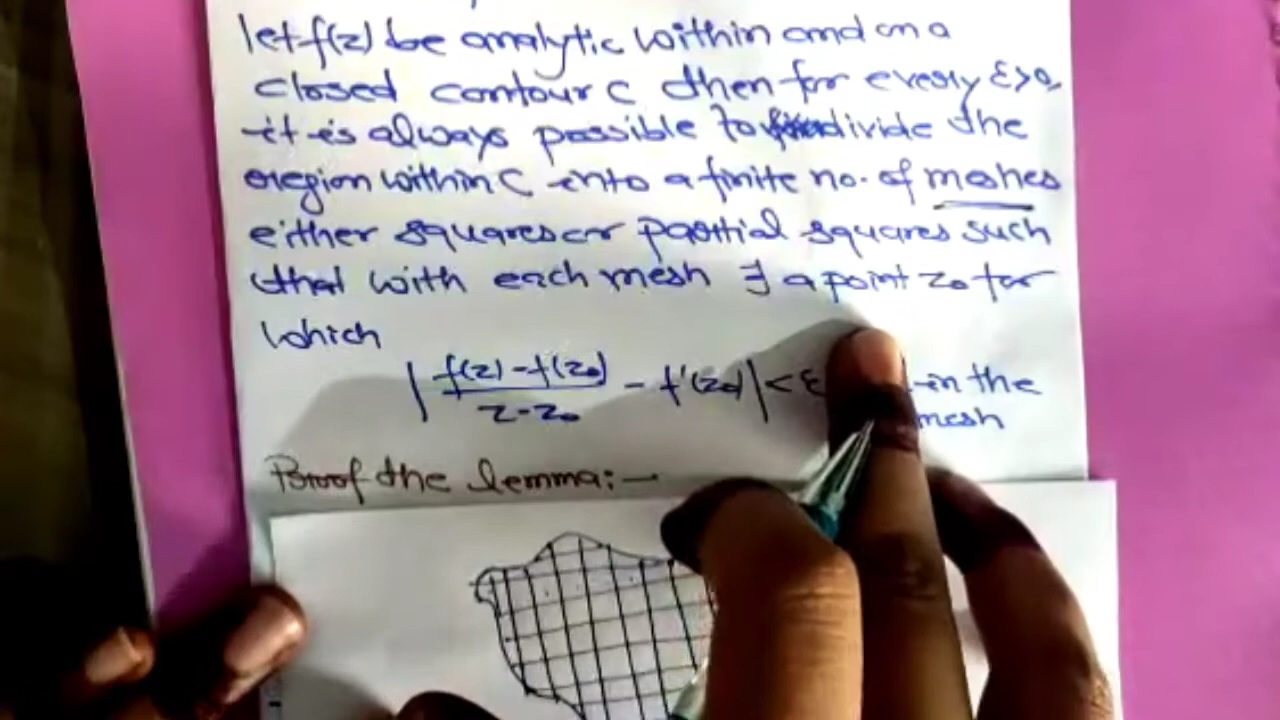 let f(z) be analytic within and on a
closed contour C then for every ε>0,
it is always possible to divide the
region within C into a finite no. of meshes
either squares or partial squares such
that with each mesh ∃ a point z₀ for
which
| f(z) - f(z₀) / z - z₀ - f'(z₀) | < ε in the
mesh
Proof the lemma:—